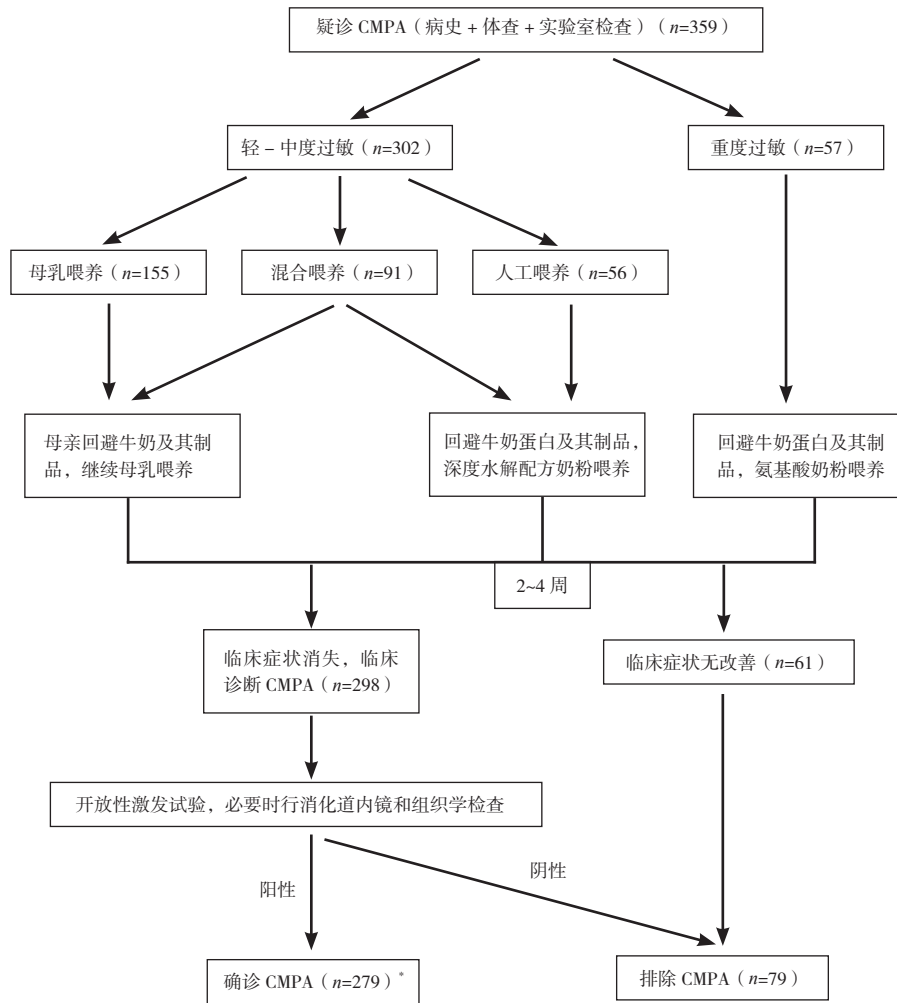 疑诊 CMPA（病史 + 体查 + 实验室检查）（n=359）
轻 – 中度过敏（n=302）
重度过敏（n=57）
母乳喂养（n=155）
混合喂养（n=91）
人工喂养（n=56）
母亲回避牛奶及其制
品，继续母乳喂养
回避牛奶蛋白及其制品，
深度水解配方奶粉喂养
回避牛奶蛋白及其制
品，氨基酸奶粉喂养
2~4 周
临床症状消失，临床
诊断 CMPA（n=298）
临床症状无改善（n=61）
开放性激发试验，必要时行消化道内镜和组织学检查
阳性
阴性
确诊 CMPA（n=279）*
排除 CMPA（n=79）